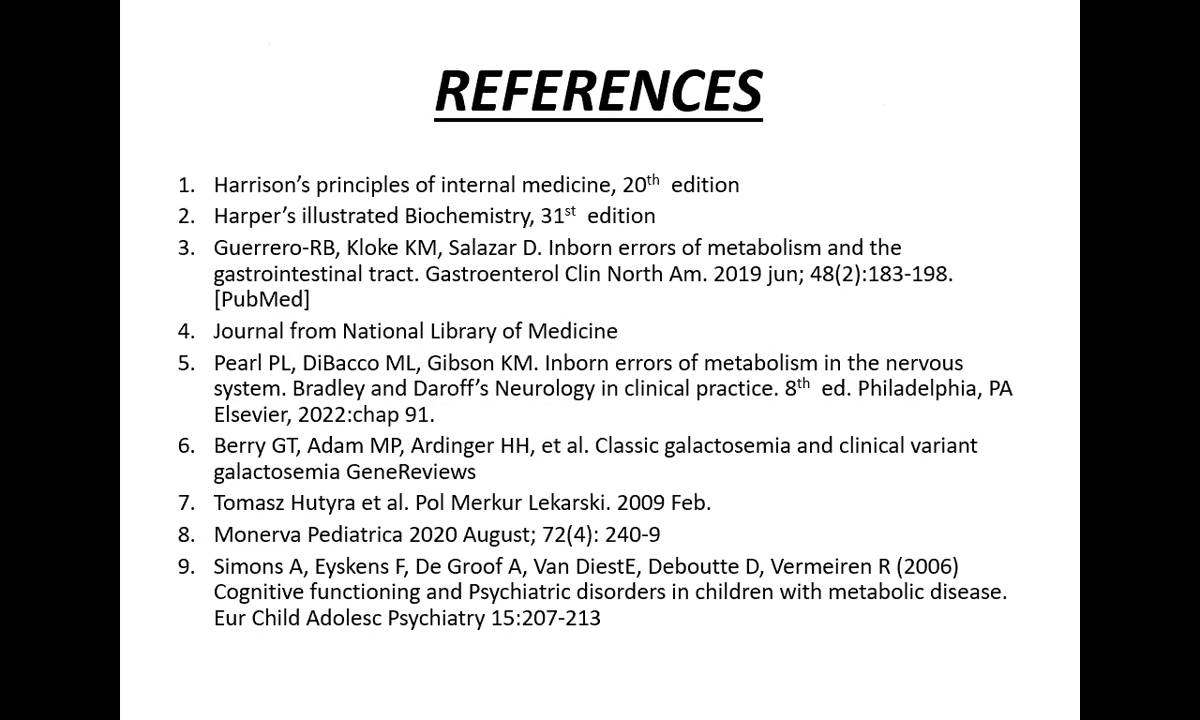 REFERENCES
1. Harrison's principles of internal medicine, 20th edition
2. Harper's illustrated Biochemistry, 31st edition
3. Guerrero-RB, Kloke KM, Salazar D. Inborn errors of metabolism and the
gastrointestinal tract. Gastroenterol Clin North Am. 2019 jun; 48(2):183-198.
[PubMed]
4. Journal from National Library of Medicine
5. Pearl PL, DiBacco ML, Gibson KM. Inborn errors of metabolism in the nervous
system. Bradley and Daroff's Neurology in clinical practice. 8th ed. Philadelphia, PA
Elsevier, 2022:chap 91.
6. Berry GT, Adam MP, Ardinger HH, et al. Classic galactosemia and clinical variant
galactosemia GeneReviews
7. Tomasz Hutyra et al. Pol Merkur Lekarski. 2009 Feb.
8. Monerva Pediatrica 2020 August; 72(4): 240-9
9. Simons A, Eyskens F, De Groof A, Van DiestE, Deboutte D, Vermeiren R (2006)
Cognitive functioning and Psychiatric disorders in children with metabolic disease.
Eur Child Adolesc Psychiatry 15:207-213